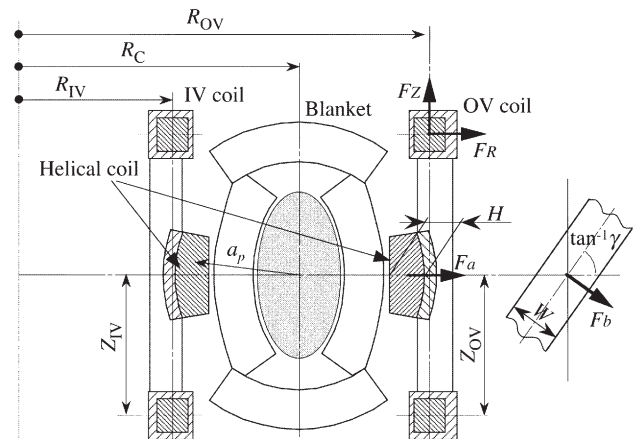 R_OV
R_C
R_IV
IV coil
F_Z
OV coil
Blanket
F_R
Helical coil
H
tan⁻¹γ
a_p
F_a
F_b
W
Z_IV
Z_OV